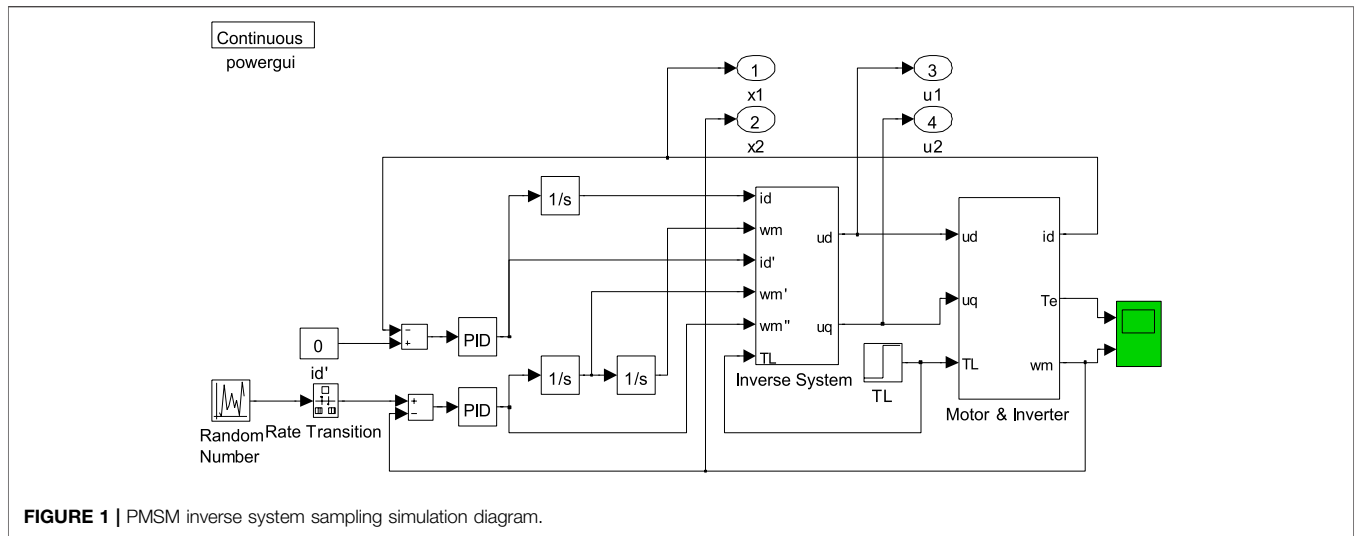 Continuous
powergui
1
x1
2
x2
3
u1
4
u2
1/s
id
wm
id'
wm'
wm"
TL
ud
uq
Inverse System
ud
uq
TL
id
Te
wm
Motor & Inverter
TL
0
id'
PID
1/s
1/s
PID
Random
Number
Rate Transition
FIGURE 1 | PMSM inverse system sampling simulation diagram.